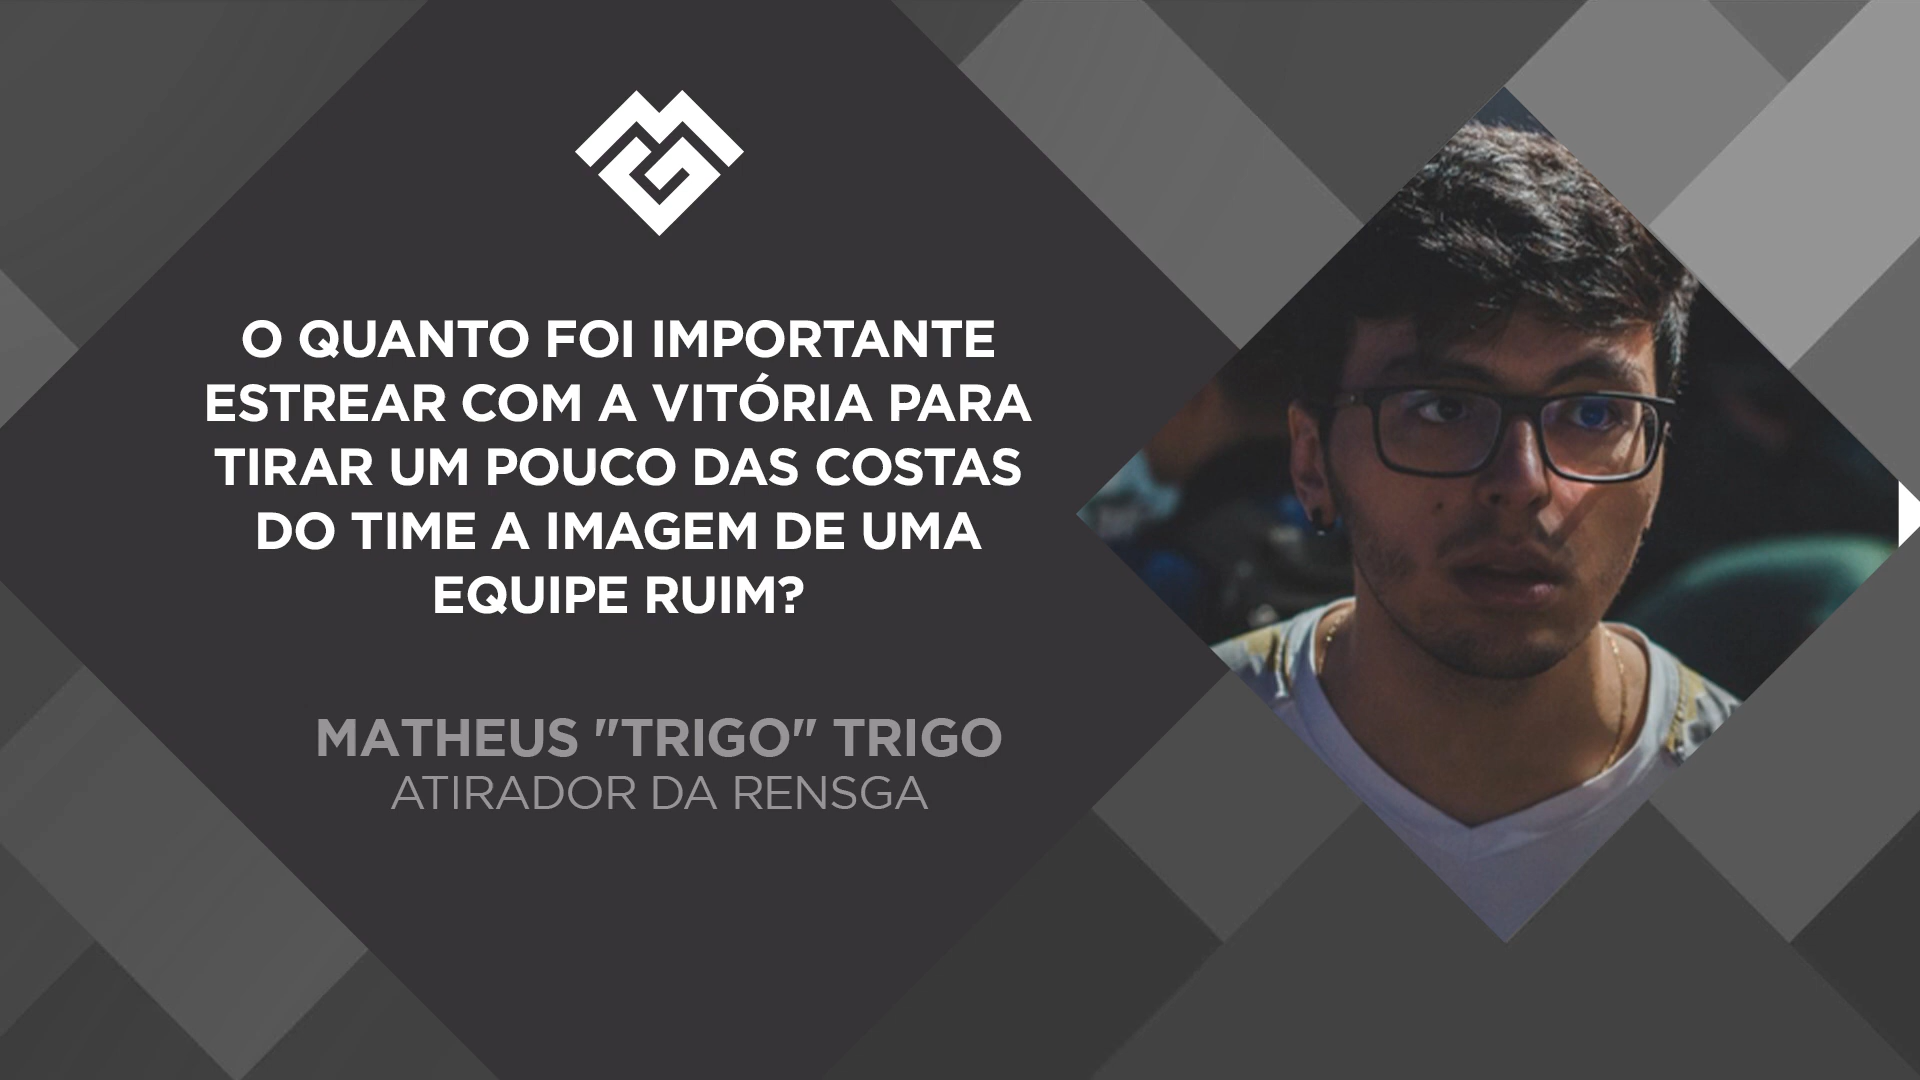 O QUANTO FOI IMPORTANTE
ESTREAR COM A VITÓRIA PARA
TIRAR UM POUCO DAS COSTAS
DO TIME A IMAGEM DE UMA
EQUIPE RUIM?
MATHEUS "TRIGO" TRIGO
ATIRADOR DA RENSGA